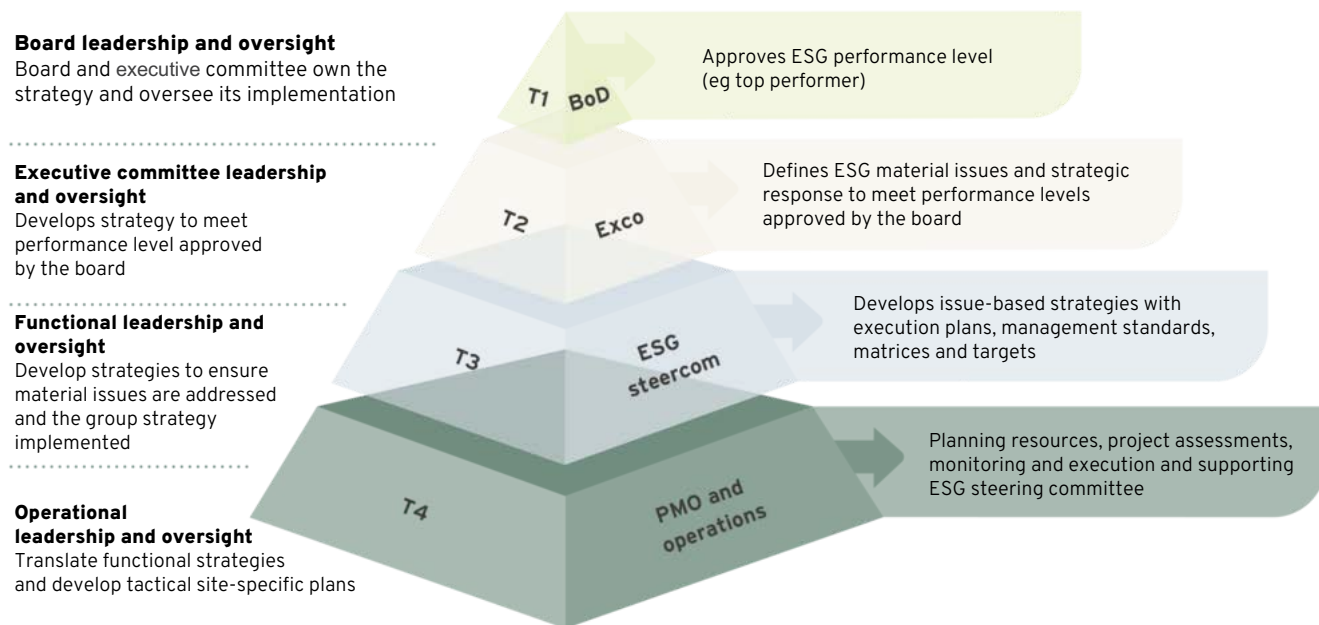 Board leadership and oversight
Board and executive committee own the
strategy and oversee its implementation
T1 BoD
Approves ESG performance level
(eg top performer)
Executive committee leadership
and oversight
Develops strategy to meet
performance level approved
by the board
T2 Exco
Defines ESG material issues and strategic
response to meet performance levels
approved by the board
Functional leadership and
oversight
Develop strategies to ensure
material issues are addressed
and the group strategy
implemented
T3 ESG
steercom
Develops issue-based strategies with
execution plans, management standards,
matrices and targets
Operational
leadership and oversight
Translate functional strategies
and develop tactical site-specific plans
T4 PMO and
operations
Planning resources, project assessments,
monitoring and execution and supporting
ESG steering committee